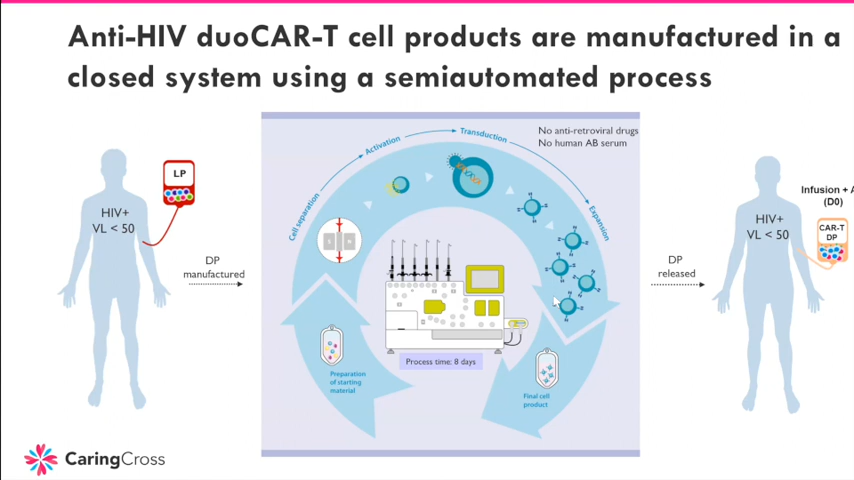 Anti-HIV duoCAR-T cell products are manufactured in a
closed system using a semiautomated process
LP
HIV+
VL < 50
DP
manufactured
Cell separation
Activation
Transduction
Expansion
No anti-retroviral drugs
No human AB serum
Process time: 8 days
Preparation
of starting
material
Final cell
product
DP
released
HIV+
VL < 50
Infusion + A
(D0)
CAR-T
DP
CaringCross